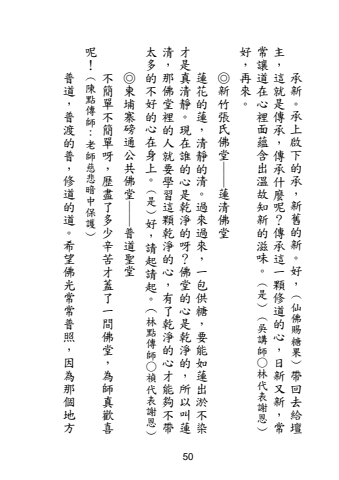 承新。承上啟下的承，新舊的新。好，（仙佛賜糖果）帶回去給壇
主，這就是傳承，傳承什麼呢？傳承這一顆修道的心，日新又新，常
常讓道在心裡面蘊含出溫故知新的滋味。（是）（吳講師○林代表謝恩）
好，再來。
◎新竹張氏佛堂——蓮清佛堂
蓮花的蓮，清靜的清。過來過來，一包供糖，要能如蓮出淤不染
才是真清靜。現在誰的心是乾淨的呀？佛堂的心是乾淨的，所以叫蓮
清，那佛堂裡的人就要學習這顆乾淨的心，有了乾淨的心才能夠不帶
太多的不好的心在身上。（是）好，請起請起。（林點傳師○禎代表謝恩）
◎柬埔寨磅通公共佛堂——普道聖堂
不簡單不簡單呀，歷盡了多少辛苦才蓋了一間佛堂，為師真歡喜
呢！（陳點傳師：老師慈悲暗中保護）
普道，普渡的普，修道的道。希望佛光常常普照，因為那個地方
50